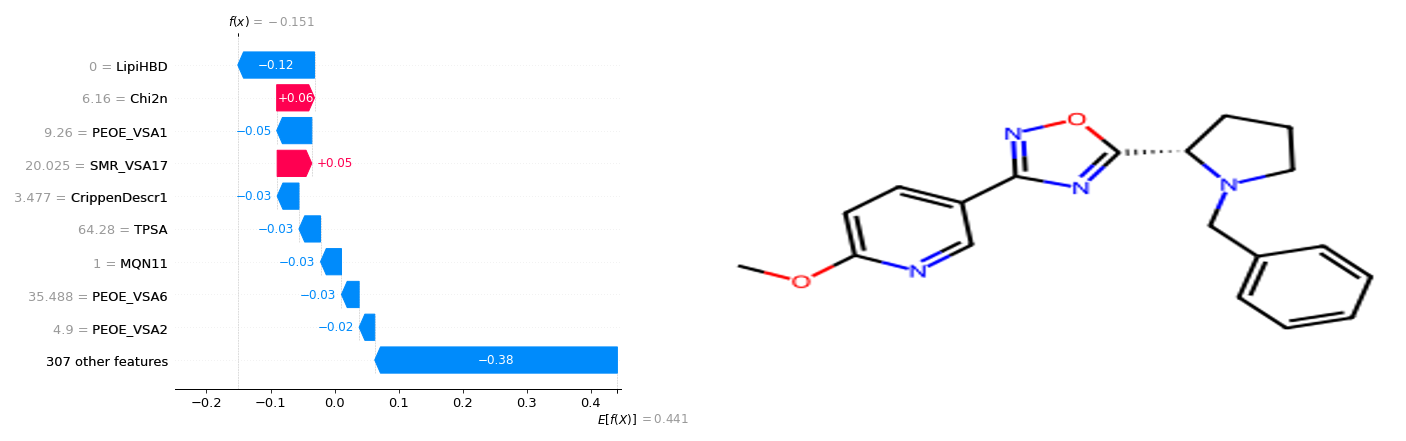 f(x) = −0.151
0 = LipiHBD
−0.12
6.16 = Chi2n
+0.06
9.26 = PEOE_VSA1
−0.05
20.025 = SMR_VSA17
+0.05
3.477 = CrippenDescr1
−0.03
64.28 = TPSA
−0.03
1 = MQN11
−0.03
35.488 = PEOE_VSA6
−0.03
4.9 = PEOE_VSA2
−0.02
307 other features
−0.38
−0.2 −0.1 0.0 0.1 0.2 0.3 0.4
E[f(X)] = 0.441
O
N
N
N
N
O